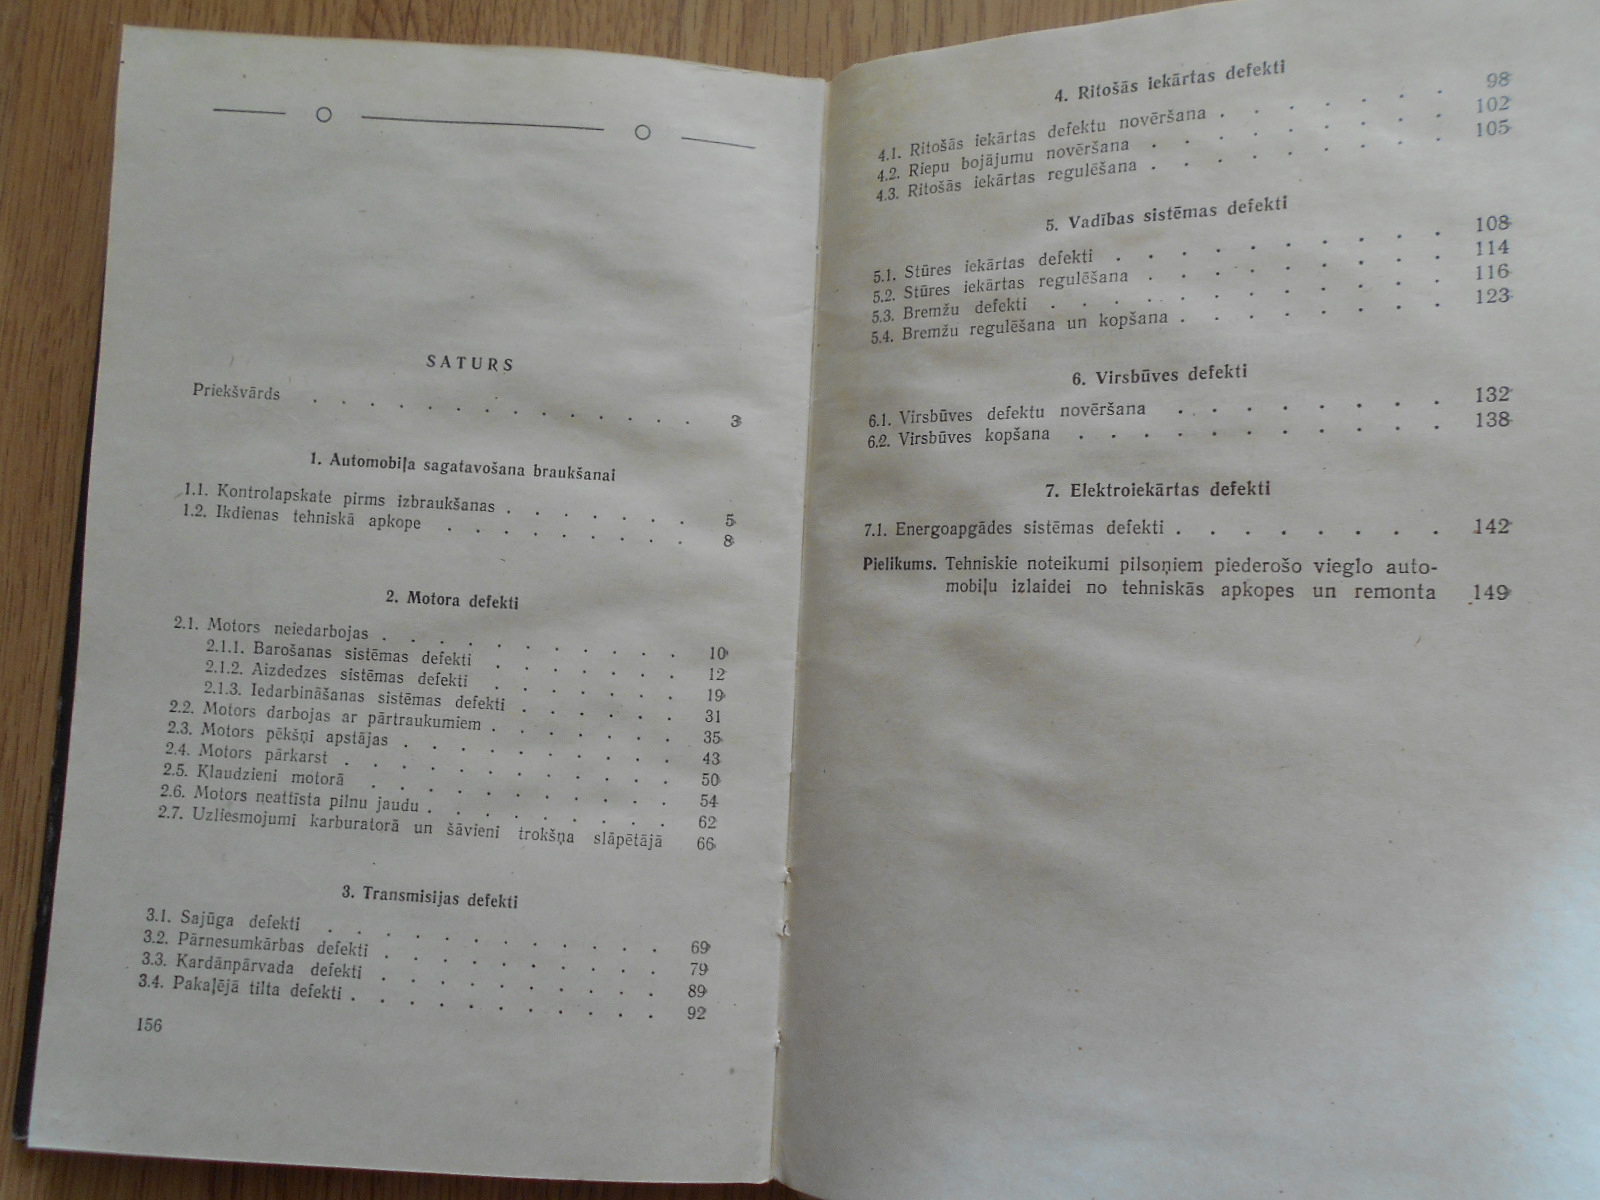 SATURS
Priekšvārds . . . . . . . . . . . . . . 3
1. Automobiļa sagatavošana braukšanai
1.1. Kontrolapskate pirms izbraukšanas . . . . . . . 5
1.2. Ikdienas tehniskā apkope . . . . . . . . . 8
2. Motora defekti
2.1. Motors neiedarbojas . . . . . . . . . . . 10
2.1.1. Barošanas sistēmas defekti . . . . . . . 12
2.1.2. Aizdedzes sistēmas defekti . . . . . . . 19
2.1.3. Iedarbināšanas sistēmas defekti . . . . . . 31
2.2. Motors darbojas ar pārtraukumiem . . . . . . . 35
2.3. Motors pēkšņi apstājas . . . . . . . . . . 43
2.4. Motors pārkarst . . . . . . . . . . . . 50
2.5. Klaudzieni motorā . . . . . . . . . . . 54
2.6. Motors neattīsta pilnu jaudu . . . . . . . . . 62
2.7. Uzliesmojumi karburatorā un šāvieni trokšņa slāpētājā 66
3. Transmisijas defekti
3.1. Sajūga defekti . . . . . . . . . . . . 69
3.2. Pārnesumkārbas defekti . . . . . . . . . . 79
3.3. Kardānpārvada defekti . . . . . . . . . . 89
3.4. Pakaļējā tilta defekti . . . . . . . . . . . 92
156
4. Ritošās iekārtas defekti
4.1. Ritošās iekārtas defektu novēršana . . . . . . . 98
4.2. Riepu bojājumu novēršana . . . . . . . . . 102
4.3. Ritošās iekārtas regulēšana . . . . . . . . . 105
5. Vadības sistēmas defekti
5.1. Stūres iekārtas defekti . . . . . . . . . . 108
5.2. Stūres iekārtas regulēšana . . . . . . . . . 114
5.3. Bremžu defekti . . . . . . . . . . . . 116
5.4. Bremžu regulēšana un kopšana . . . . . . . . 123
6. Virsbūves defekti
6.1. Virsbūves defektu novēršana . . . . . . . . 132
6.2. Virsbūves kopšana . . . . . . . . . . . 138
7. Elektroiekārtas defekti
7.1. Energoapgādes sistēmas defekti . . . . . . . . 142
Pielikums. Tehniskie noteikumi pilsoņiem piederošo vieglo auto-
mobiļu izlaidei no tehniskās apkopes un remonta 149